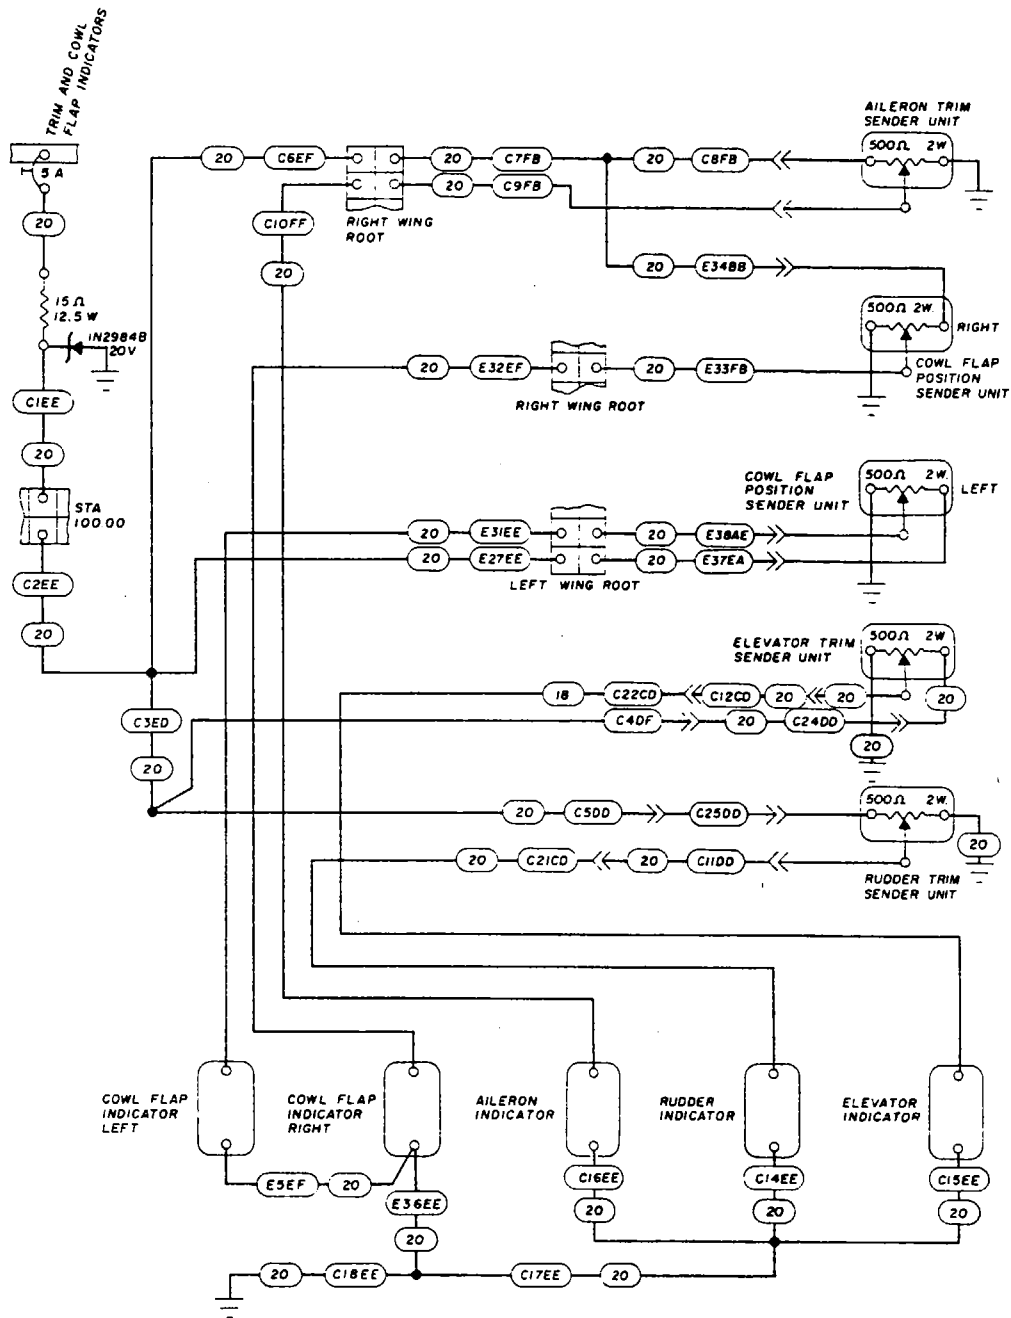 TRIM AND COWL
FLAP INDICATORS
5 A
20
15Ω
12.5 W
1N2984B
20V
C1EE
20
STA
100.00
C2EE
20
C3ED
20
20
C6EF
20
C7FB
20
C8FB
AILERON TRIM
SENDER UNIT
500Ω 2W
20
C9FB
RIGHT WING
ROOT
C10FF
20
20
E34BB
500Ω 2W.
RIGHT
COWL FLAP
POSITION
SENDER UNIT
20
E32EF
20
E33FB
RIGHT WING ROOT
COWL FLAP
POSITION
SENDER UNIT
500Ω 2W.
LEFT
20
E31EE
20
E38AE
20
E27EE
20
E37EA
LEFT WING ROOT
ELEVATOR TRIM
SENDER UNIT
500Ω 2W
18
C22CD
C12CD
20
20
20
C4DF
20
C24DD
20
500Ω 2W.
20
C5DD
C25DD
20
20
C21CD
20
C11DD
RUDDER TRIM
SENDER UNIT
COWL FLAP
INDICATOR
LEFT
COWL FLAP
INDICATOR
RIGHT
AILERON
INDICATOR
RUDDER
INDICATOR
ELEVATOR
INDICATOR
E5EF
20
E36EE
20
C16EE
20
C14EE
20
C15EE
20
20
C18EE
C17EE
20